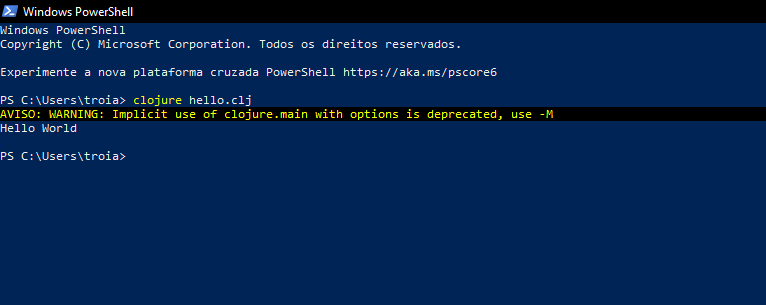 Windows PowerShell
Windows PowerShell
Copyright (C) Microsoft Corporation. Todos os direitos reservados.
Experimente a nova plataforma cruzada PowerShell https://aka.ms/pscore6
PS C:\Users\troia> clojure hello.clj
AVISO: WARNING: Implicit use of clojure.main with options is deprecated, use -M
Hello World
PS C:\Users\troia>